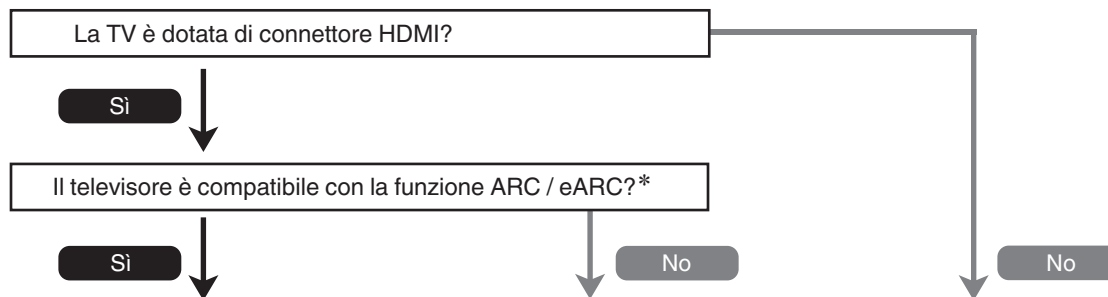 La TV è dotata di connettore HDMI?
Sì
Il televisore è compatibile con la funzione ARC / eARC?*
Sì
No
No